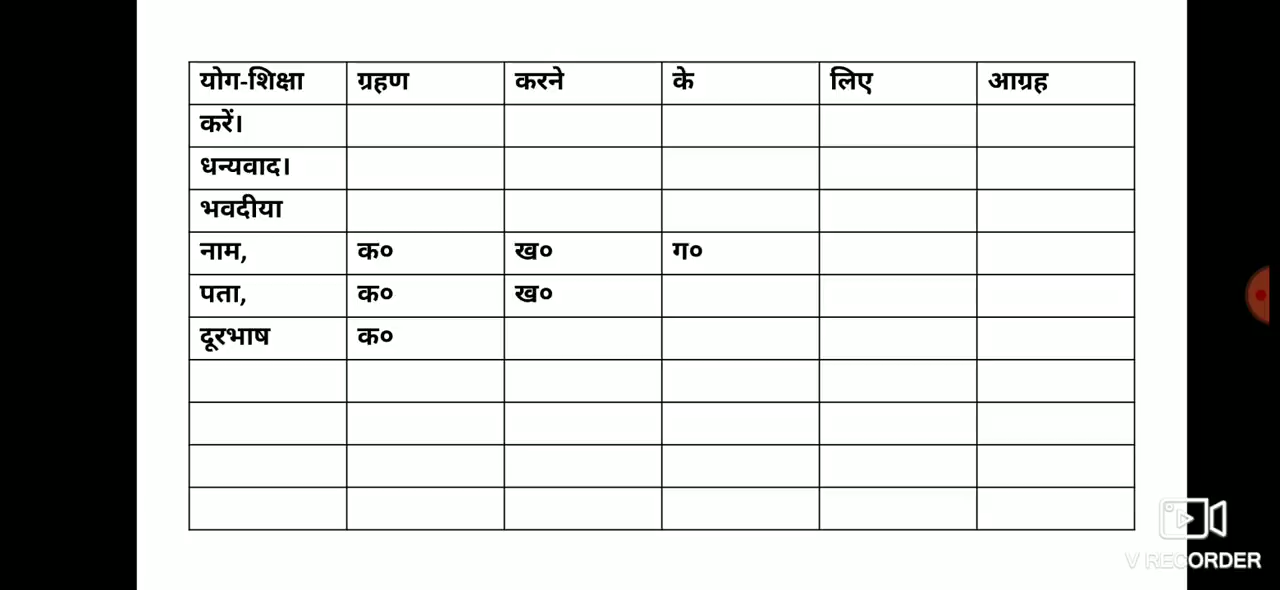 योग-शिक्षा ग्रहण करने के लिए आग्रह
करें।
धन्यवाद।
भवदीया
नाम, क० ख० ग०
पता, क० ख०
दूरभाष क०
V RECORDER